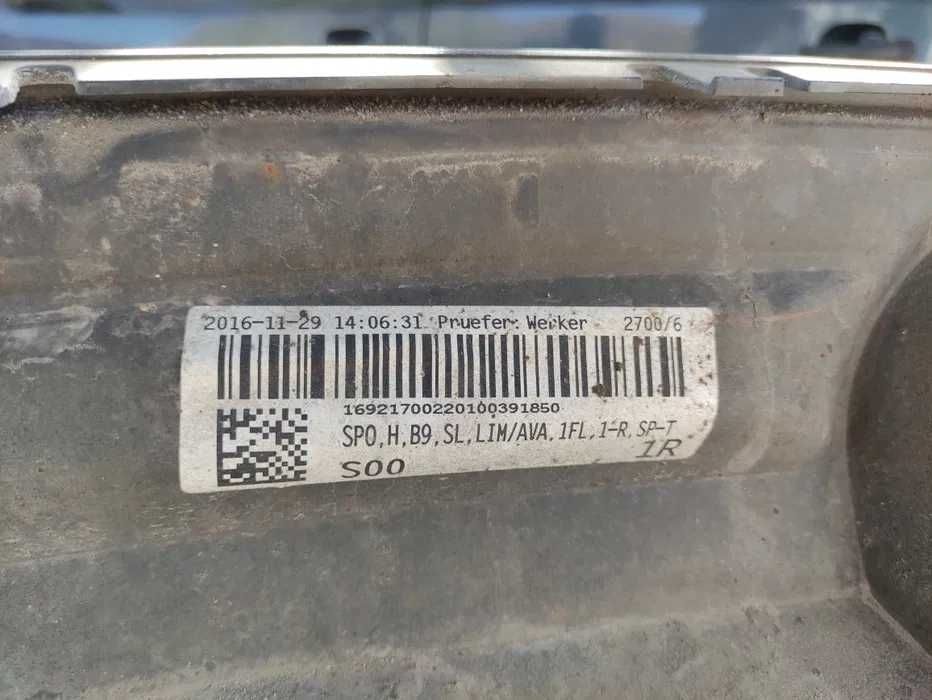 2016-11-29 14:06:31 Pruefer: Werker 2700/6
16921700220100391850
SPO,H,B9,SL,LIM/AVA,1FL,1-R,SP-T
S00 1R